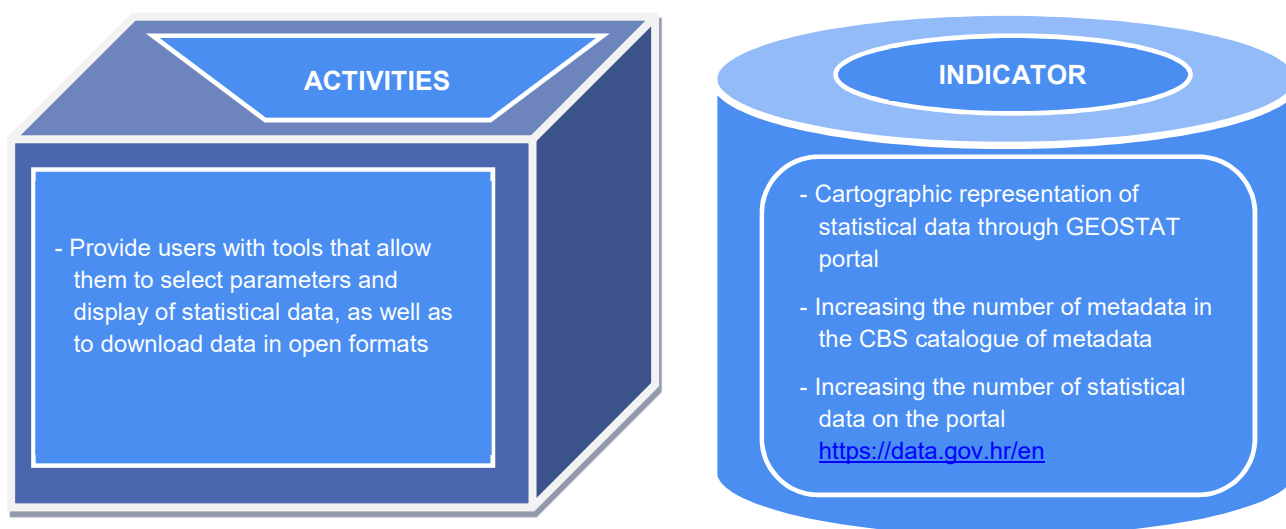 ACTIVITIES
- Provide users with tools that allow
them to select parameters and
display of statistical data, as well as
to download data in open formats
INDICATOR
- Cartographic representation of
statistical data through GEOSTAT
portal
- Increasing the number of metadata in
the CBS catalogue of metadata
- Increasing the number of statistical
data on the portal
https://data.gov.hr/en